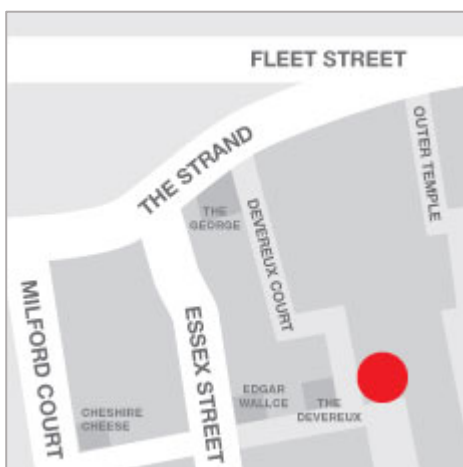 FLEET STREET
OUTER TEMPLE
THE STRAND
THE
GEORGE
DEVEREUX COURT
MILFORD COURT
ESSEX STREET
EDGAR
WALLCE
THE
DEVEREUX
CHESHIRE
CHEESE